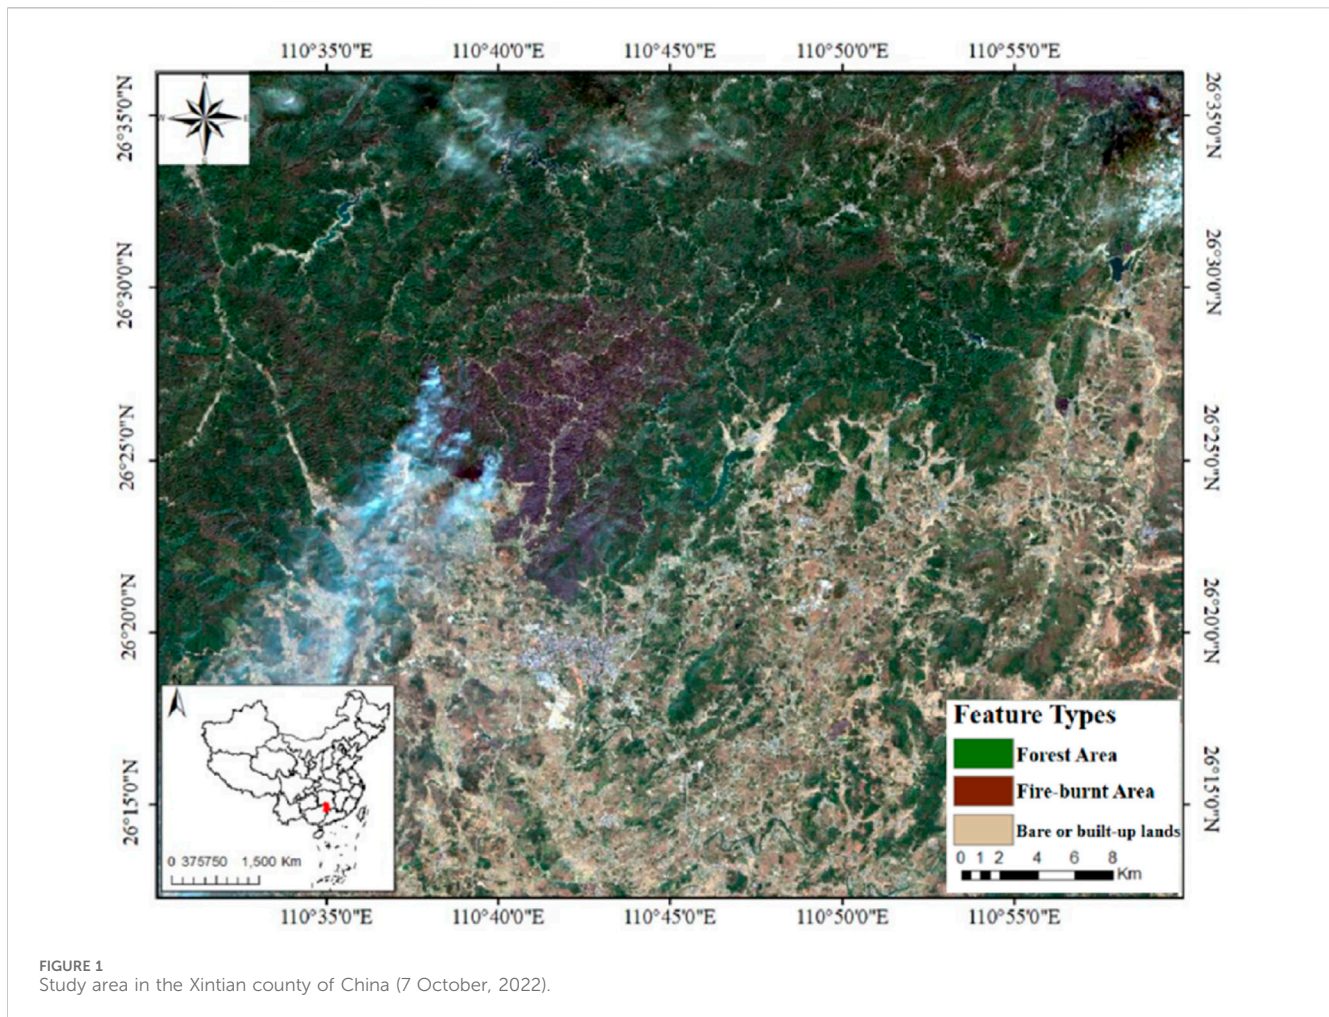 110°35'0"E 110°40'0"E 110°45'0"E 110°50'0"E 110°55'0"E
N
W E
S
26°35'0"N 26°35'0"N
26°30'0"N 26°30'0"N
26°25'0"N 26°25'0"N
26°20'0"N 26°20'0"N
26°15'0"N 26°15'0"N
Feature Types
Forest Area
Fire-burnt Area
Bare or built-up lands
0 1 2 4 6 8
Km
0 375750 1,500 Km
110°35'0"E 110°40'0"E 110°45'0"E 110°50'0"E 110°55'0"E
FIGURE 1
Study area in the Xintian county of China (7 October, 2022).